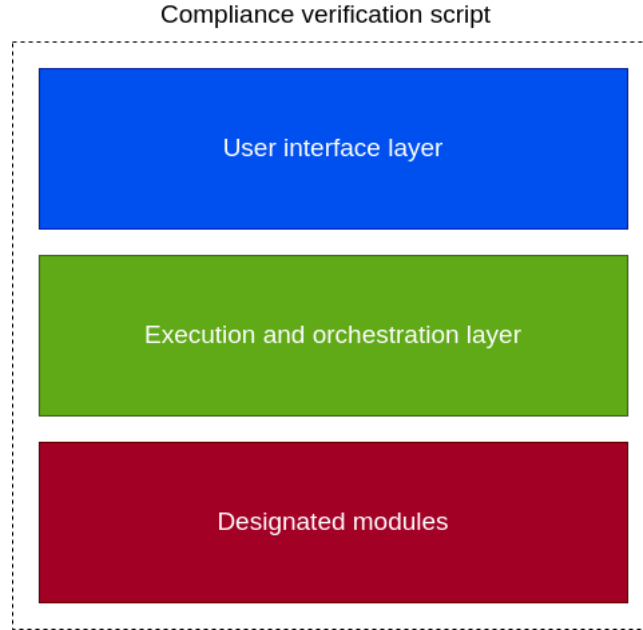 Compliance verification script
User interface layer
Execution and orchestration layer
Designated modules